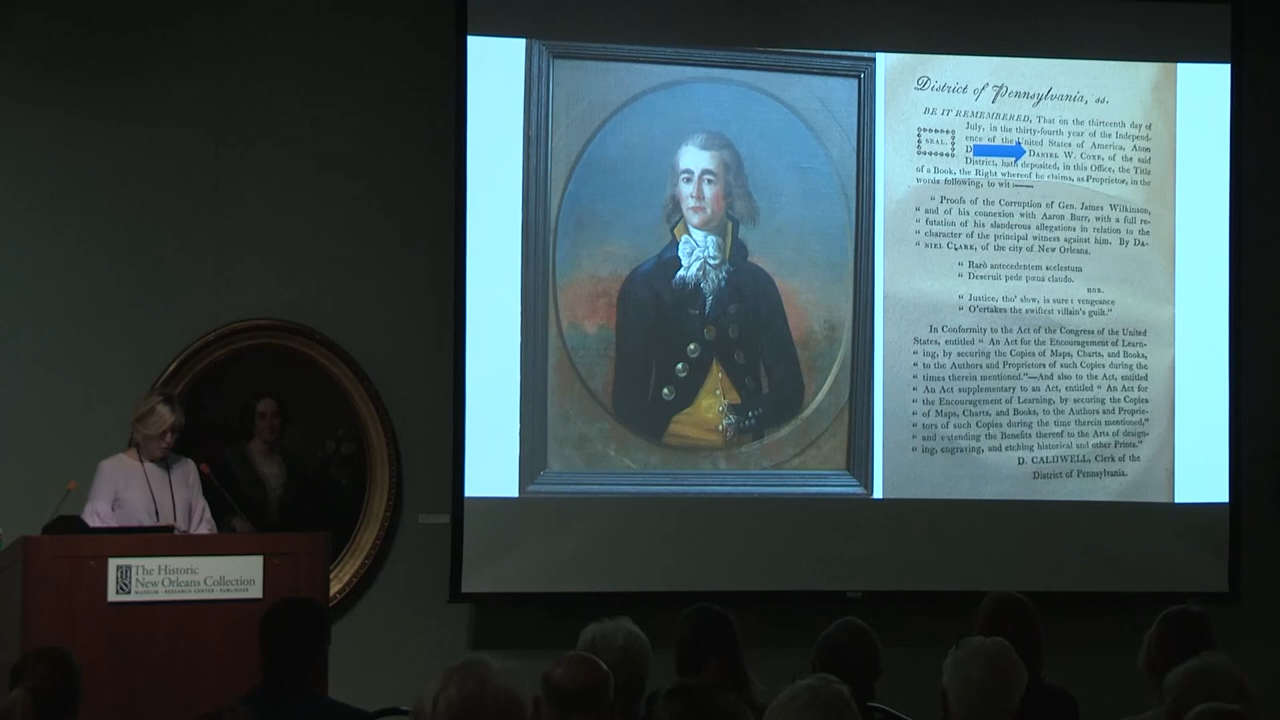 District of Pennsylvania, ss.
BE IT REMEMBERED, That on the thirteenth day of
July, in the thirty-fourth year of the Independ-
SEAL.
ence of the United States of America, Anno
D DANIEL W. COXE, of the said
District, hath deposited, in this Office, the Title
of a Book, the Right whereof he claims, as Proprietor, in the
words following, to wit:
" Proofs of the Corruption of Gen. James Wilkinson,
" and of his connexion with Aaron Burr, with a full re-
" futation of his slanderous allegations in relation to the
" character of the principal witness against him. By DA-
" NIEL CLARK, of the city of New Orleans.
" Rarò antecedentem scelestum
" Deseruit pede pœna claudo.
HOR.
" Justice, tho' slow, is sure: vengeance
" O'ertakes the swiftest villain's guilt."
In Conformity to the Act of the Congress of the United
States, entitled " An Act for the Encouragement of Learn-
" ing, by securing the Copies of Maps, Charts, and Books,
" to the Authors and Proprietors of such Copies during the
" times therein mentioned."—And also to the Act, entitled
" An Act supplementary to an Act, entitled " An Act for
" the Encouragement of Learning, by securing the Copies
" of Maps, Charts, and Books, to the Authors and Proprie-
" tors of such Copies during the time therein mentioned,"
" and extending the Benefits thereof to the Arts of design-
" ing, engraving, and etching historical and other Prints."
D. CALDWELL, Clerk of the
District of Pennsylvania.
The Historic
New Orleans Collection
MUSEUM · RESEARCH CENTER · PUBLISHER